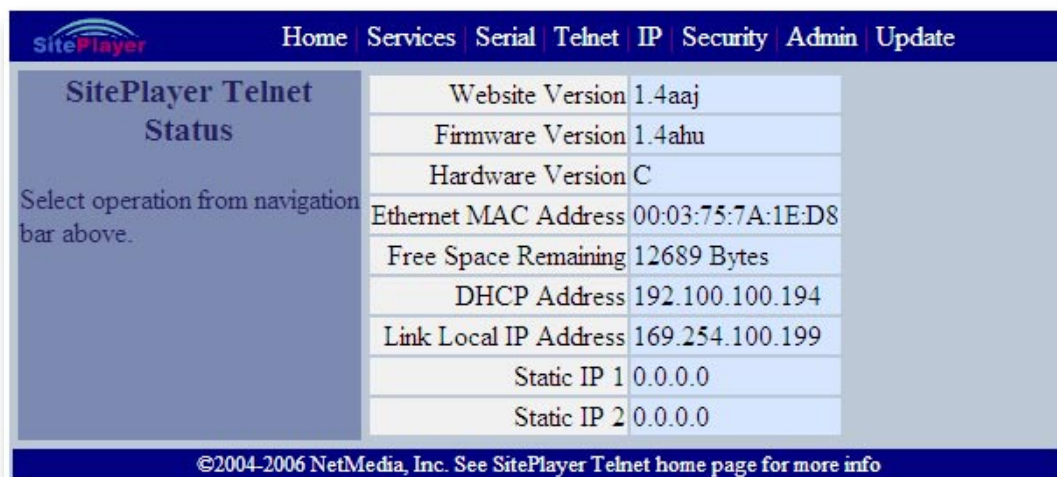 SitePlayer
Home Services Serial Telnet IP Security Admin Update
SitePlayer Telnet
Status
Select operation from navigation
bar above.
Website Version 1.4aaj
Firmware Version 1.4ahu
Hardware Version C
Ethernet MAC Address 00:03:75:7A:1E:D8
Free Space Remaining 12689 Bytes
DHCP Address 192.100.100.194
Link Local IP Address 169.254.100.199
Static IP 1 0.0.0.0
Static IP 2 0.0.0.0
©2004-2006 NetMedia, Inc. See SitePlayer Telnet home page for more info